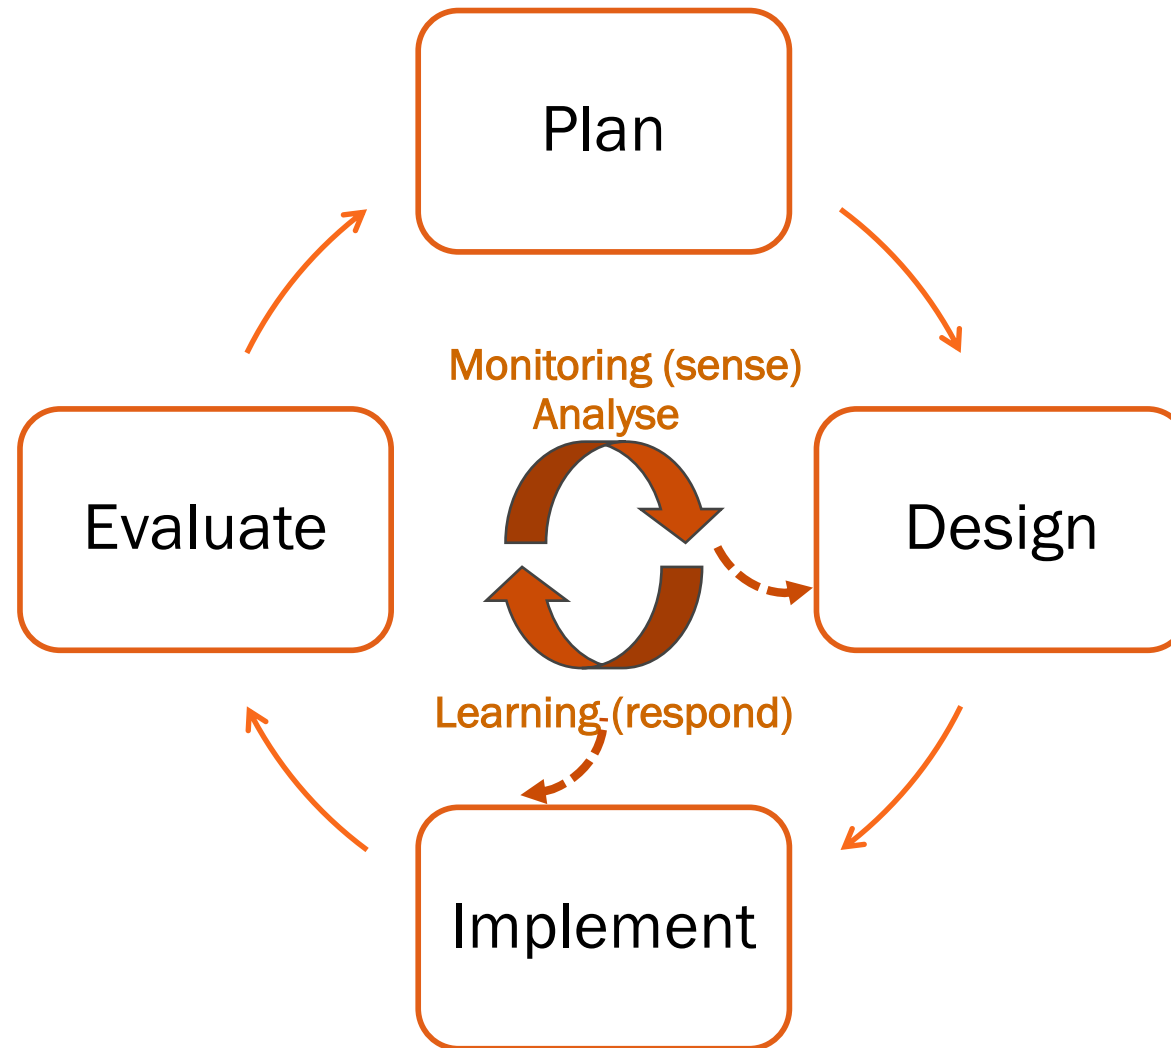 Plan
Monitoring (sense)
Analyse
Evaluate
Design
Learning (respond)
Implement